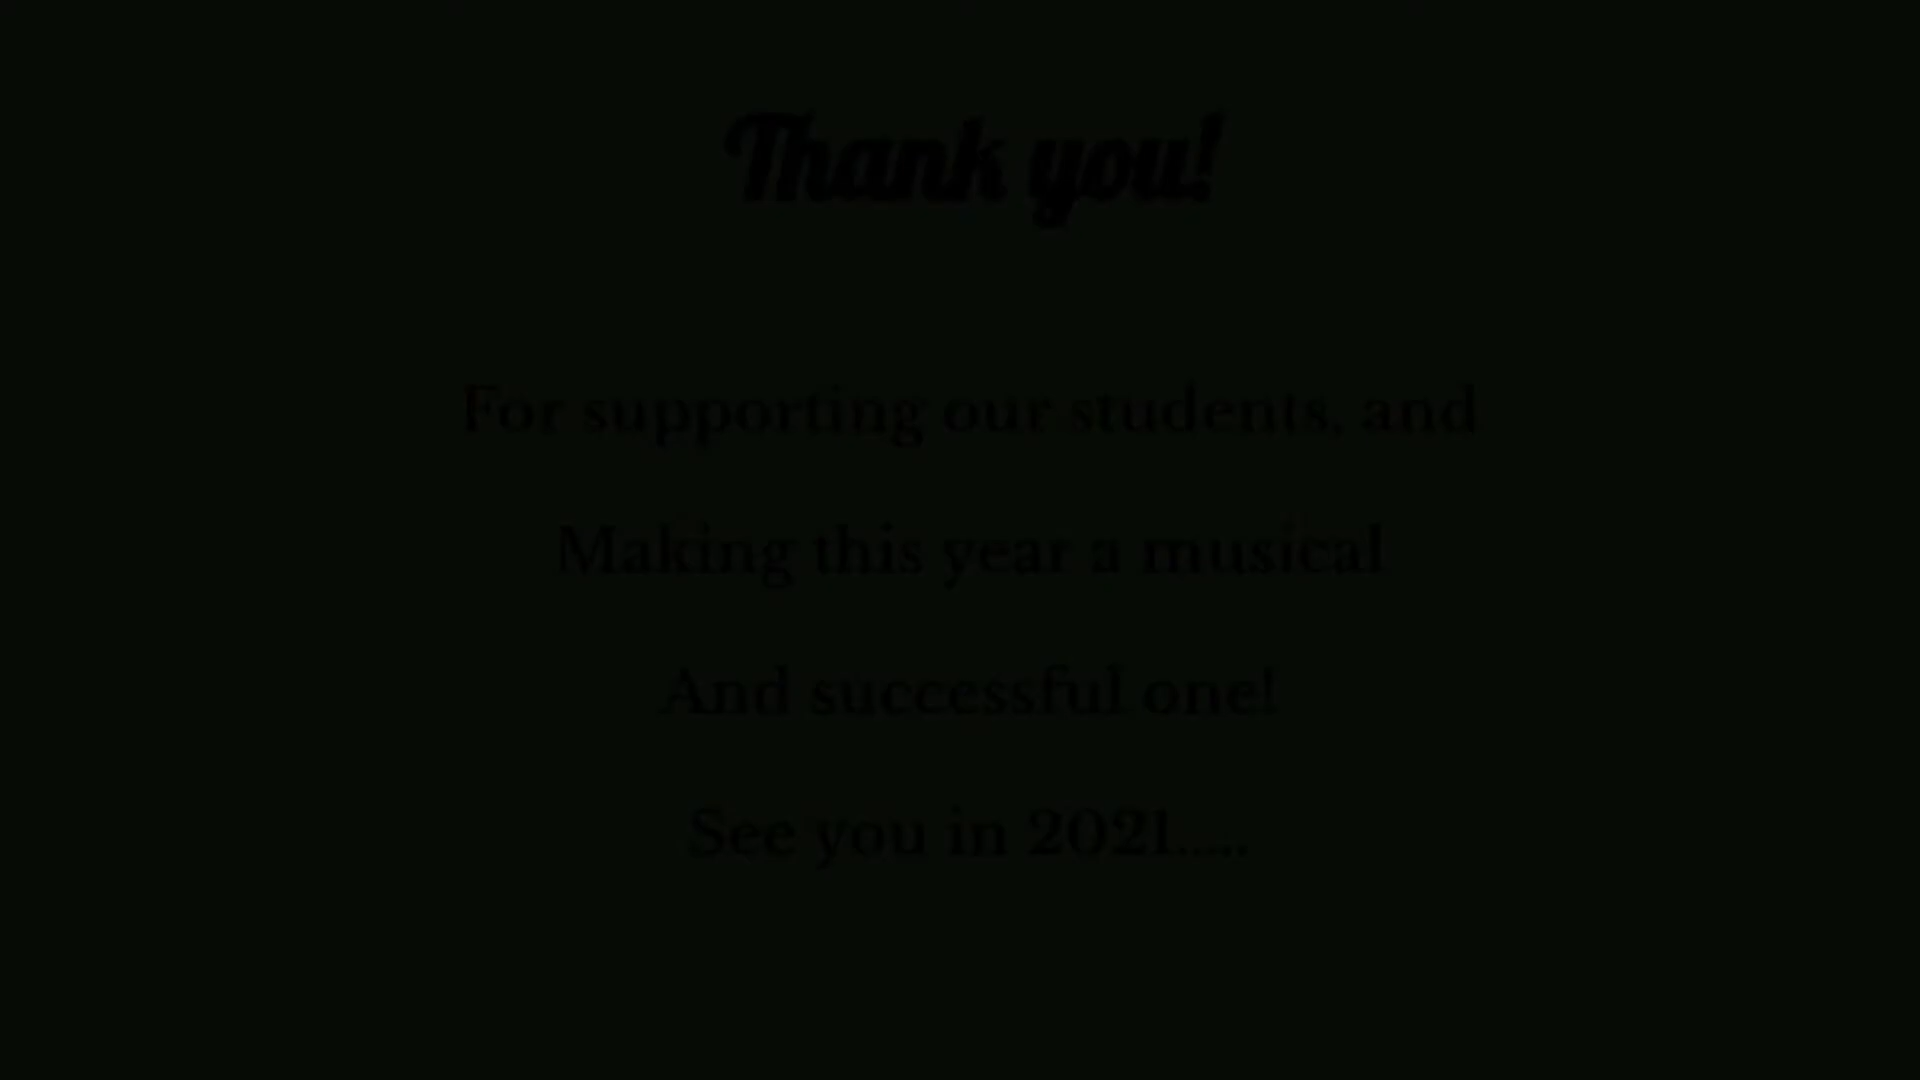 Thank you!
For supporting our students, and
Making this year a musical
And successful one!
See you in 2021.....